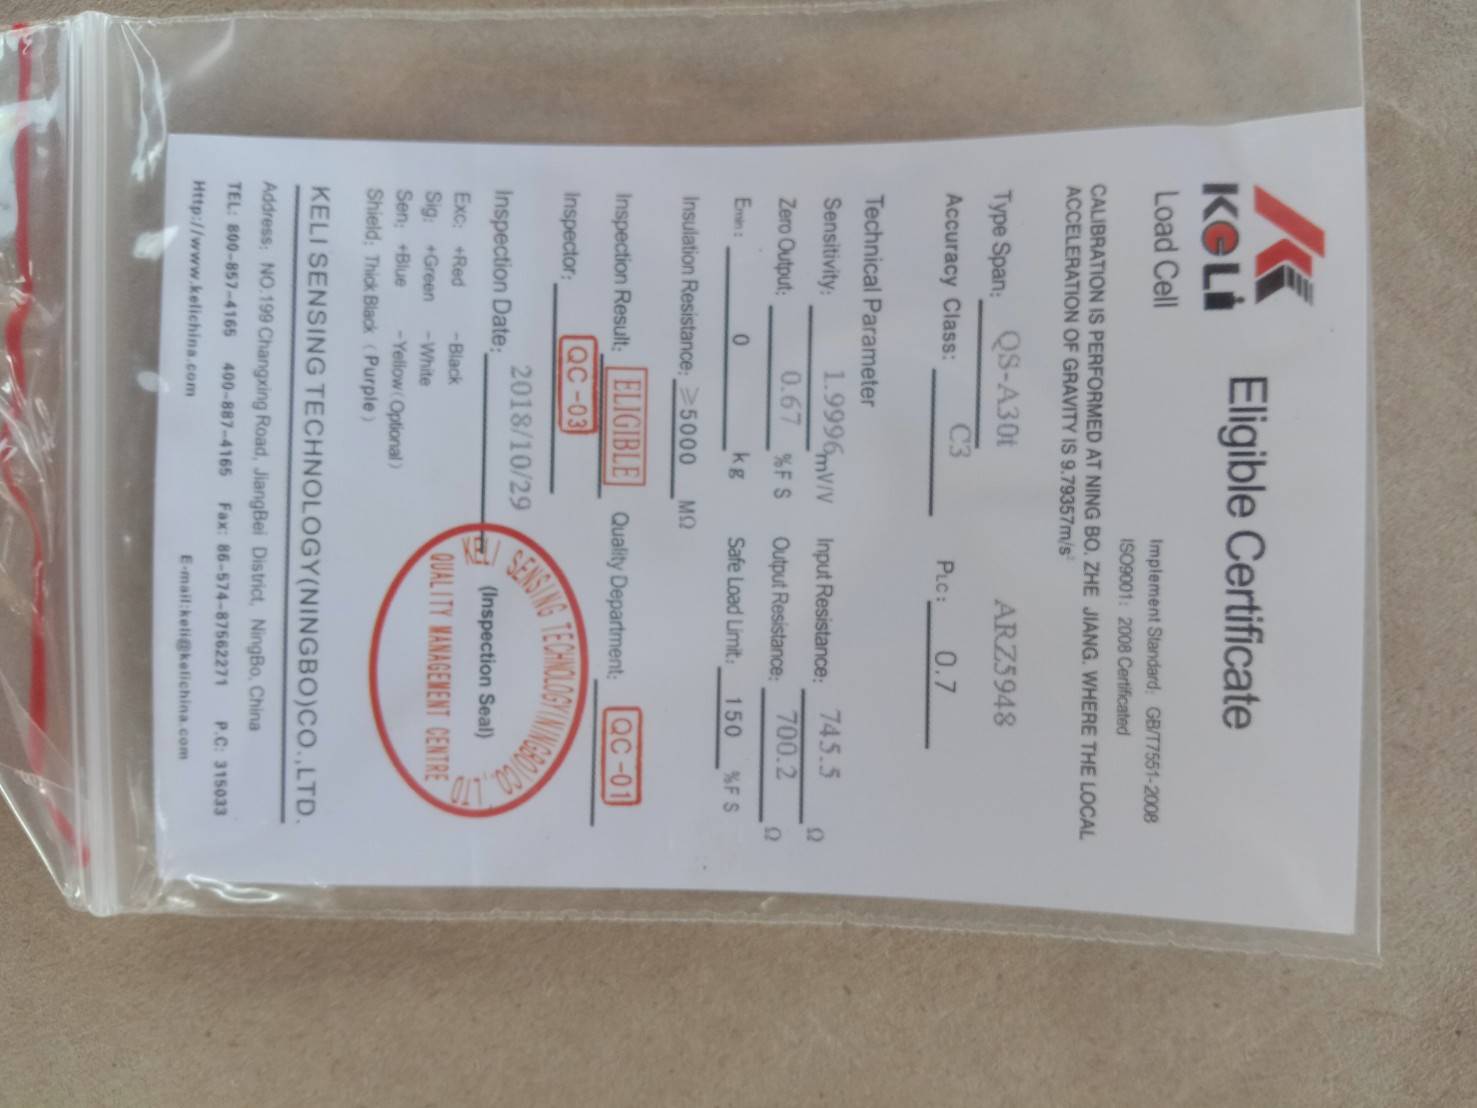 KELI Eligible Certificate
Load Cell
Implement Standard: GB/T7551-2008
ISO9001: 2008 Certificated
CALIBRATION IS PERFORMED AT NING BO. ZHE JIANG. WHERE THE LOCAL
ACCELERATION OF GRAVITY IS 9.79357m/s²
Type Span: QS-A30t ARZ5948
Accuracy Class: C3 PLC: 0.7
Technical Parameter
Sensitivity: 1.9996 mV/V Input Resistance: 745.5 Ω
Zero Output: 0.67 %F S Output Resistance: 700.2 Ω
Emin: 0 kg Safe Load Limit: 150 %F S
Insulation Resistance: ≥5000 MΩ
Inspection Result: ELIGIBLE Quality Department: QC-01
Inspector: QC-03
Inspection Date: 2018/10/29 (Inspection Seal)
SENSING TECHNOLOGY(NINGBO)CO.,LTD
QUALITY MANAGEMENT CENTRE
Exc: +Red -Black
Sig: +Green -White
Sen: +Blue -Yellow(Optional)
Shield: Thick Black (Purple)
KELI SENSING TECHNOLOGY(NINGBO)CO.,LTD.
Address: NO.199 Changxing Road, JiangBei District, NingBo, China
TEL: 800-857-4165 400-887-4165 Fax: 86-574-87562271 P.C: 315033
Http://www.kelichina.com E-mail:keli@kelichina.com